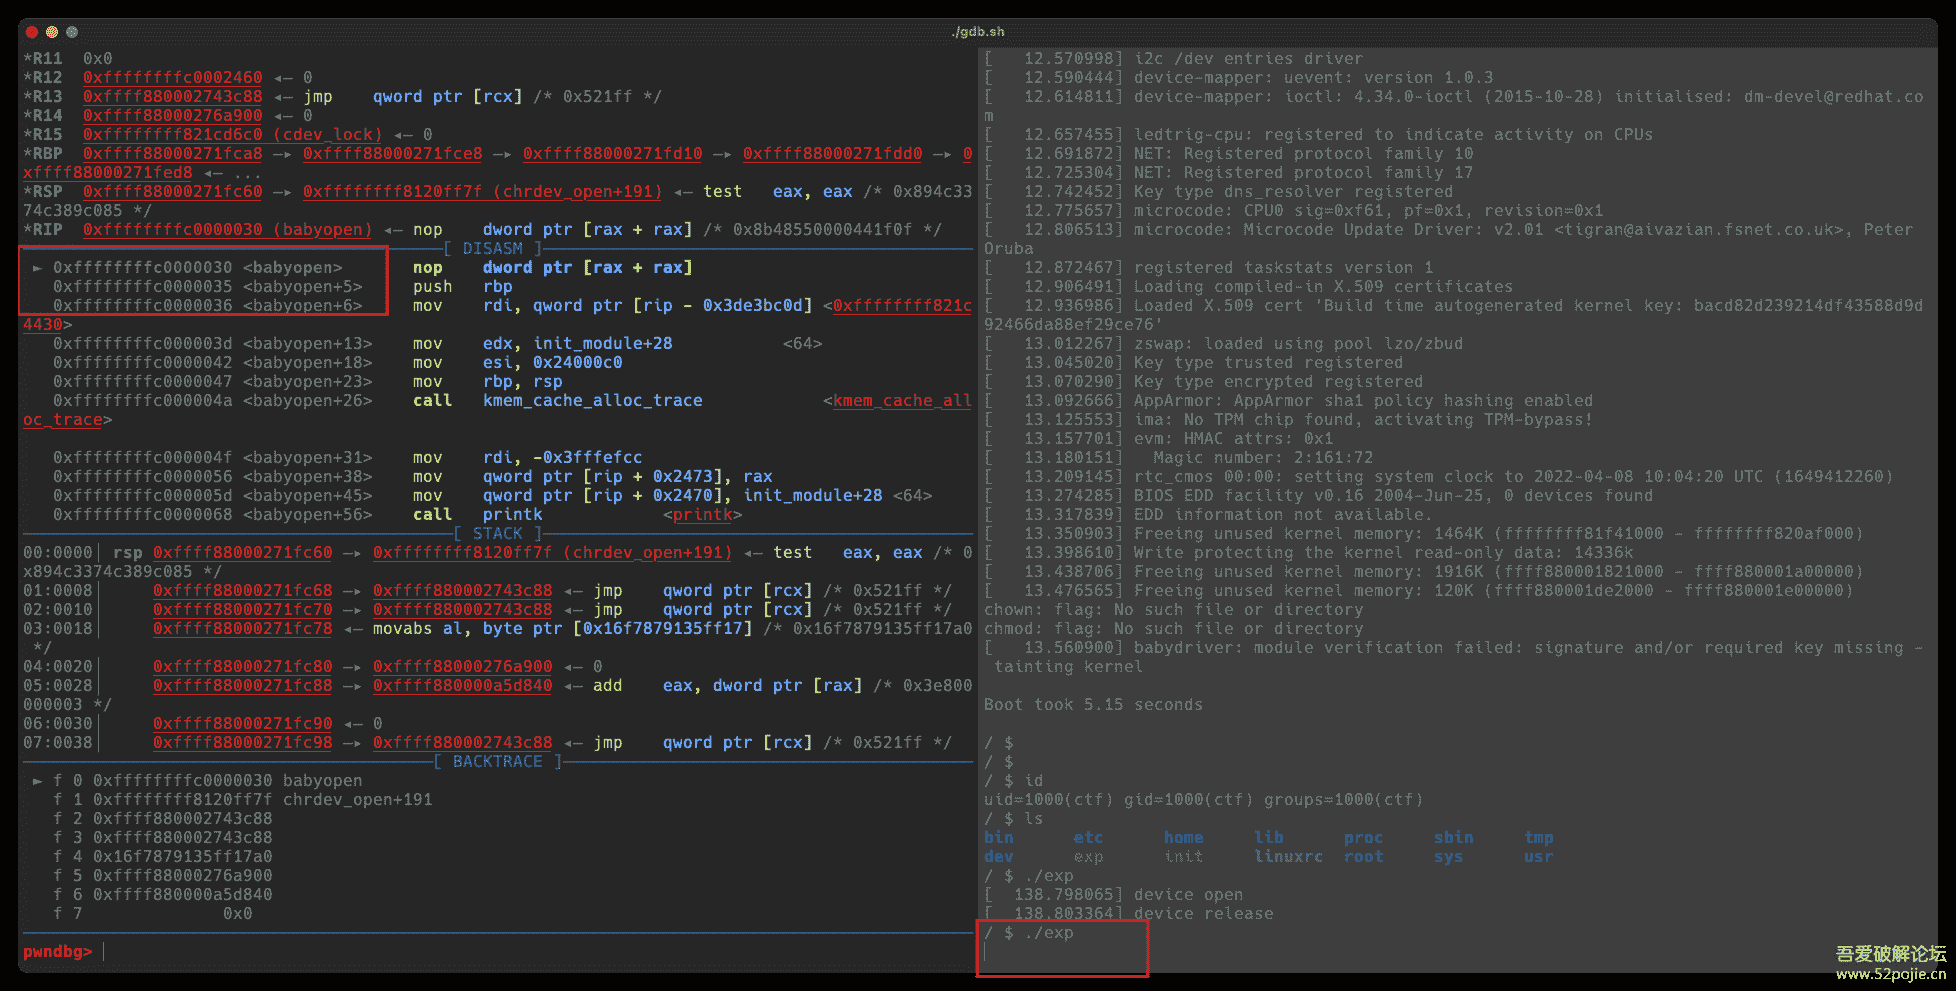 ./gdb.sh
*R11  0x0
*R12  0xffffffffc0002460 ◂— 0
*R13  0xffff880002743c88 ◂— jmp    qword ptr [rcx] /* 0x521ff */
*R14  0xffff88000276a900 ◂— 0
*R15  0xffffffff821cd6c0 (cdev_lock) ◂— 0
*RBP  0xffff88000271fca8 —▸ 0xffff88000271fce8 —▸ 0xffff88000271fd10 —▸ 0xffff88000271fdd0 —▸ 0
xffff88000271fed8 ◂— ...
*RSP  0xffff88000271fc60 —▸ 0xffffffff8120ff7f (chrdev_open+191) ◂— test   eax, eax /* 0x894c33
74c389c085 */
*RIP  0xffffffffc0000030 (babyopen) ◂— nop    dword ptr [rax + rax] /* 0x8b48550000441f0f */
[ DISASM ]
► 0xffffffffc0000030 <babyopen>       nop    dword ptr [rax + rax]
0xffffffffc0000035 <babyopen+5>     push   rbp
0xffffffffc0000036 <babyopen+6>     mov    rdi, qword ptr [rip - 0x3de3bc0d] <0xffffffff821c
4430>
0xffffffffc000003d <babyopen+13>    mov    edx, init_module+28           <64>
0xffffffffc0000042 <babyopen+18>    mov    esi, 0x24000c0
0xffffffffc0000047 <babyopen+23>    mov    rbp, rsp
0xffffffffc000004a <babyopen+26>    call   kmem_cache_alloc_trace            <kmem_cache_all
oc_trace>
0xffffffffc000004f <babyopen+31>    mov    rdi, -0x3fffefcc
0xffffffffc0000056 <babyopen+38>    mov    qword ptr [rip + 0x2473], rax
0xffffffffc000005d <babyopen+45>    mov    qword ptr [rip + 0x2470], init_module+28 <64>
0xffffffffc0000068 <babyopen+56>    call   printk            <printk>
[ STACK ]
00:0000│ rsp 0xffff88000271fc60 —▸ 0xffffffff8120ff7f (chrdev_open+191) ◂— test   eax, eax /* 0
x894c3374c389c085 */
01:0008│     0xffff88000271fc68 —▸ 0xffff880002743c88 ◂— jmp    qword ptr [rcx] /* 0x521ff */
02:0010│     0xffff88000271fc70 —▸ 0xffff880002743c88 ◂— jmp    qword ptr [rcx] /* 0x521ff */
03:0018│     0xffff88000271fc78 ◂— movabs al, byte ptr [0x16f7879135ff17] /* 0x16f7879135ff17a0
*/
04:0020│     0xffff88000271fc80 —▸ 0xffff88000276a900 ◂— 0
05:0028│     0xffff88000271fc88 —▸ 0xffff880000a5d840 ◂— add    eax, dword ptr [rax] /* 0x3e800
000003 */
06:0030│     0xffff88000271fc90 ◂— 0
07:0038│     0xffff88000271fc98 —▸ 0xffff880002743c88 ◂— jmp    qword ptr [rcx] /* 0x521ff */
[ BACKTRACE ]
► f 0 0xffffffffc0000030 babyopen
f 1 0xffffffff8120ff7f chrdev_open+191
f 2 0xffff880002743c88
f 3 0xffff880002743c88
f 4 0x16f7879135ff17a0
f 5 0xffff88000276a900
f 6 0xffff880000a5d840
f 7              0x0
pwndbg>
[   12.570998] i2c /dev entries driver
[   12.590444] device-mapper: uevent: version 1.0.3
[   12.614811] device-mapper: ioctl: 4.34.0-ioctl (2015-10-28) initialised: dm-devel@redhat.co
m
[   12.657455] ledtrig-cpu: registered to indicate activity on CPUs
[   12.691872] NET: Registered protocol family 10
[   12.725304] NET: Registered protocol family 17
[   12.742452] Key type dns_resolver registered
[   12.775657] microcode: CPU0 sig=0xf61, pf=0x1, revision=0x1
[   12.806513] microcode: Microcode Update Driver: v2.01 <tigran@aivazian.fsnet.co.uk>, Peter
Oruba
[   12.872467] registered taskstats version 1
[   12.906491] Loading compiled-in X.509 certificates
[   12.936986] Loaded X.509 cert 'Build time autogenerated kernel key: bacd82d239214df43588d9d
92466da88ef29ce76'
[   13.012267] zswap: loaded using pool lzo/zbud
[   13.045020] Key type trusted registered
[   13.070290] Key type encrypted registered
[   13.092666] AppArmor: AppArmor sha1 policy hashing enabled
[   13.125553] ima: No TPM chip found, activating TPM-bypass!
[   13.157701] evm: HMAC attrs: 0x1
[   13.180151]   Magic number: 2:161:72
[   13.209145] rtc_cmos 00:00: setting system clock to 2022-04-08 10:04:20 UTC (1649412260)
[   13.274285] BIOS EDD facility v0.16 2004-Jun-25, 0 devices found
[   13.317839] EDD information not available.
[   13.350903] Freeing unused kernel memory: 1464K (ffffffff81f41000 - ffffffff820af000)
[   13.398610] Write protecting the kernel read-only data: 14336k
[   13.438706] Freeing unused kernel memory: 1916K (ffff880001821000 - ffff880001a00000)
[   13.476565] Freeing unused kernel memory: 120K (ffff880001de2000 - ffff880001e00000)
chown: flag: No such file or directory
chmod: flag: No such file or directory
[   13.560900] babydriver: module verification failed: signature and/or required key missing -
tainting kernel
Boot took 5.15 seconds
/ $
/ $
/ $ id
uid=1000(ctf) gid=1000(ctf) groups=1000(ctf)
/ $ ls
bin      etc      home     lib      proc     sbin     tmp
dev      exp      init     linuxrc  root     sys      usr
/ $ ./exp
[  138.798065] device open
[  138.803364] device release
/ $ ./exp
吾爱破解论坛
www.52pojie.cn